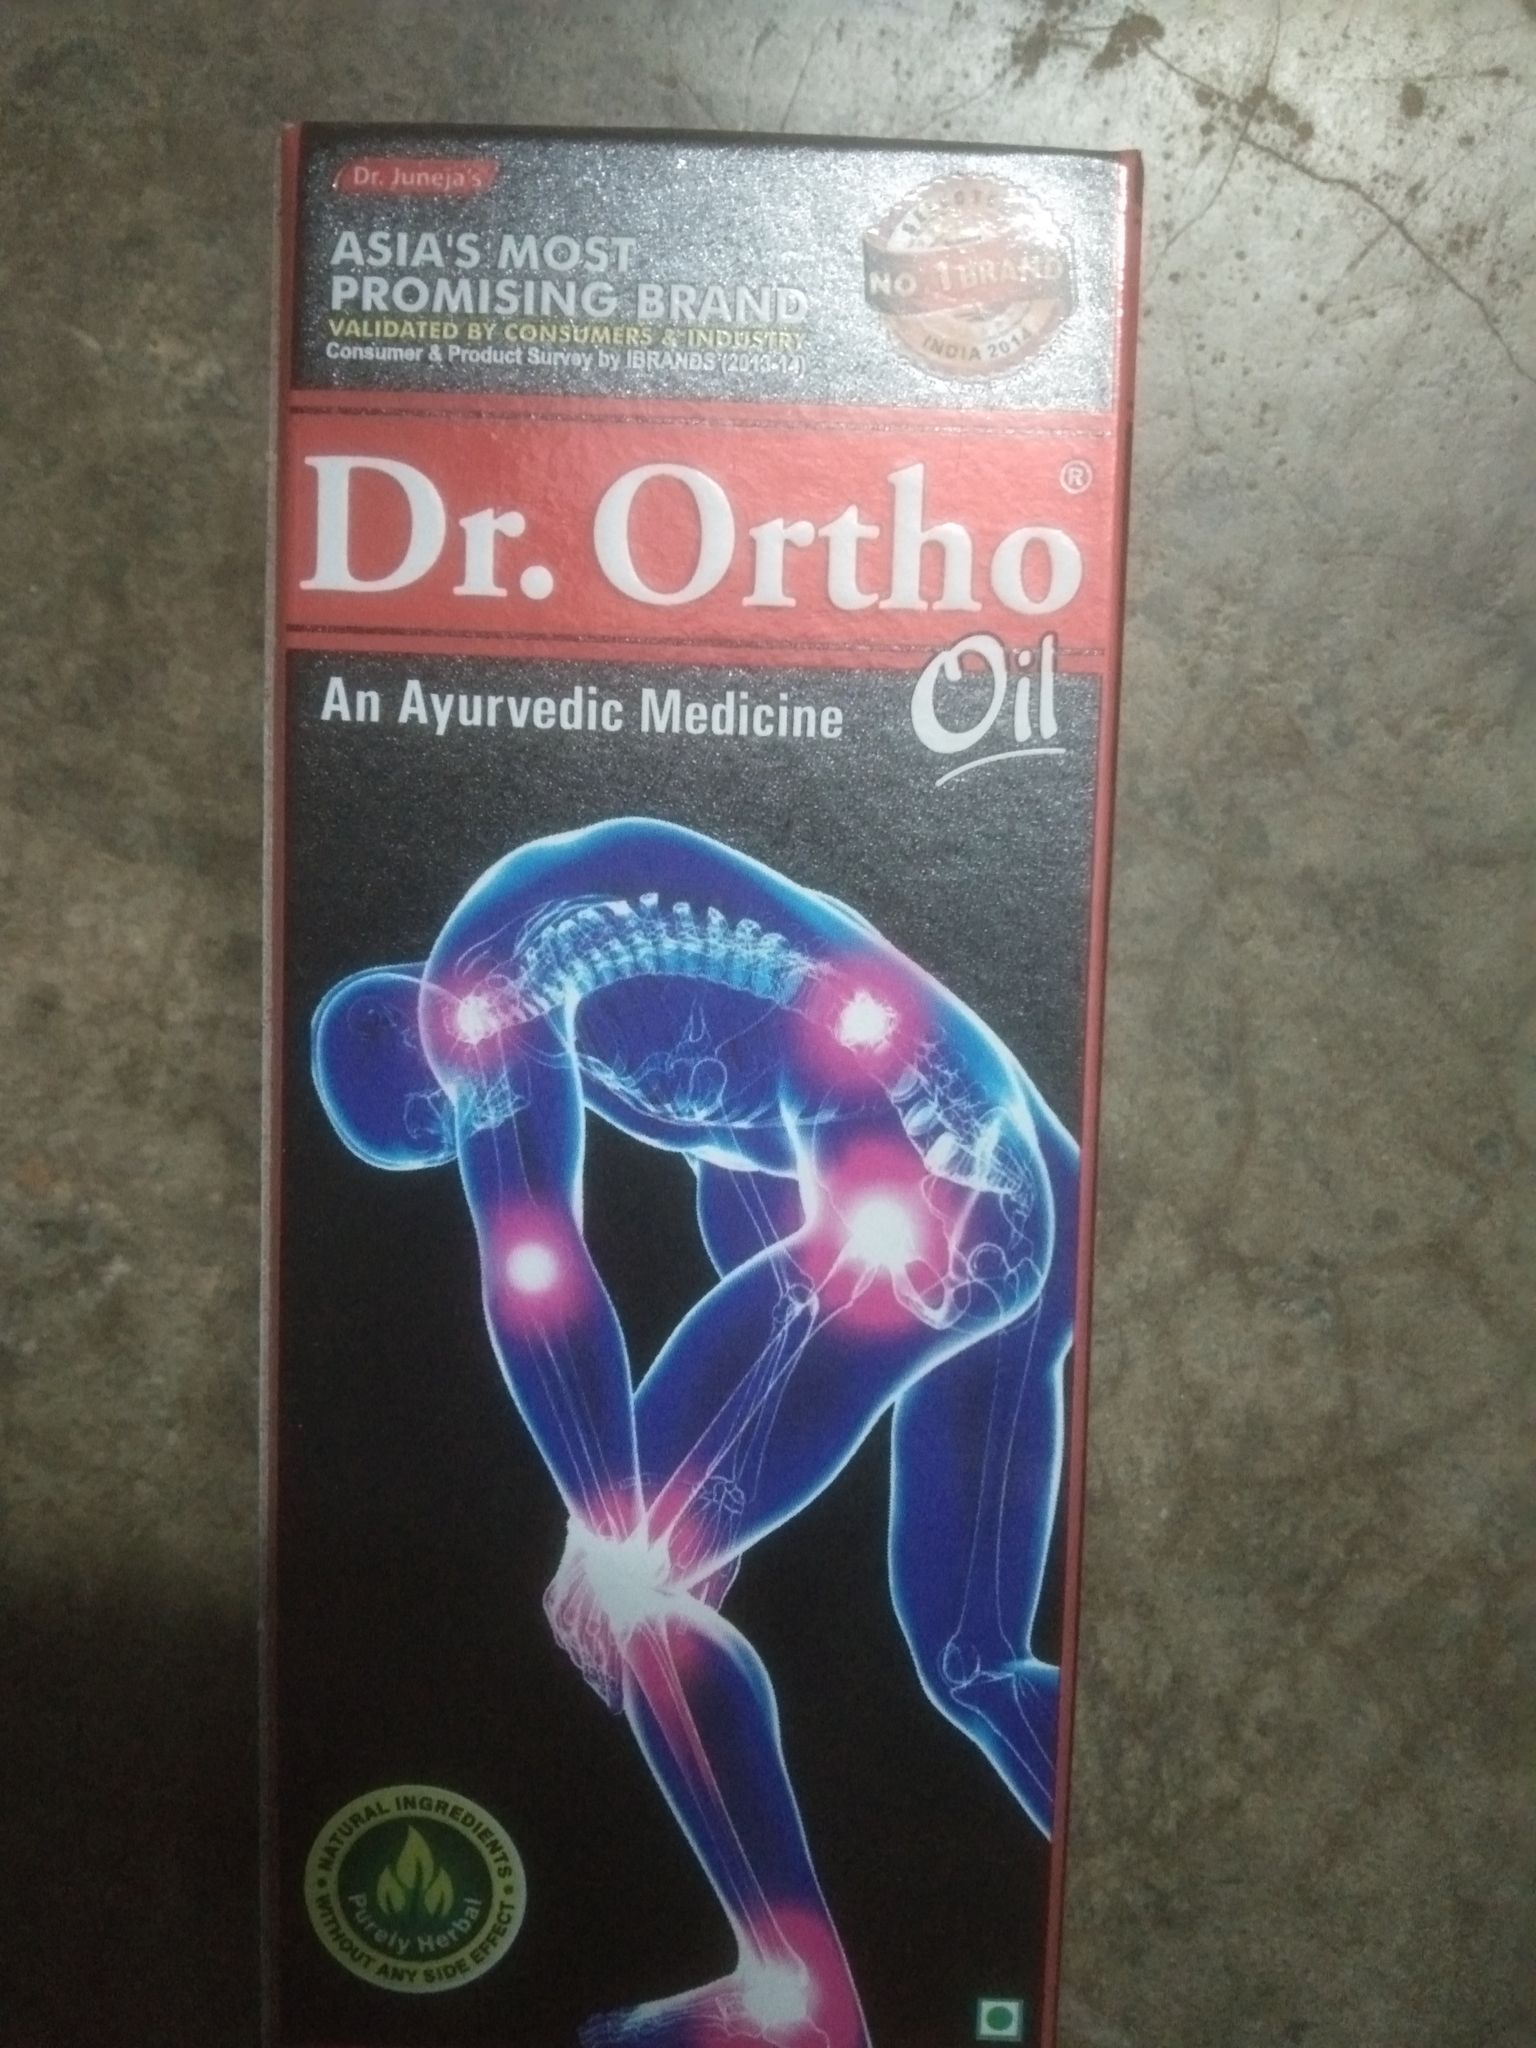 Dr. Juneja's
ASIA'S MOST
PROMISING BRAND
VALIDATED BY CONSUMERS & INDUSTRY
Consumer & Product Survey by IBRANDS (2013-14)
NO. 1 BRAND
INDIA 2014
Dr. Ortho®
Oil
An Ayurvedic Medicine
NATURAL INGREDIENTS
Purely Herbal
WITHOUT ANY SIDE EFFECT